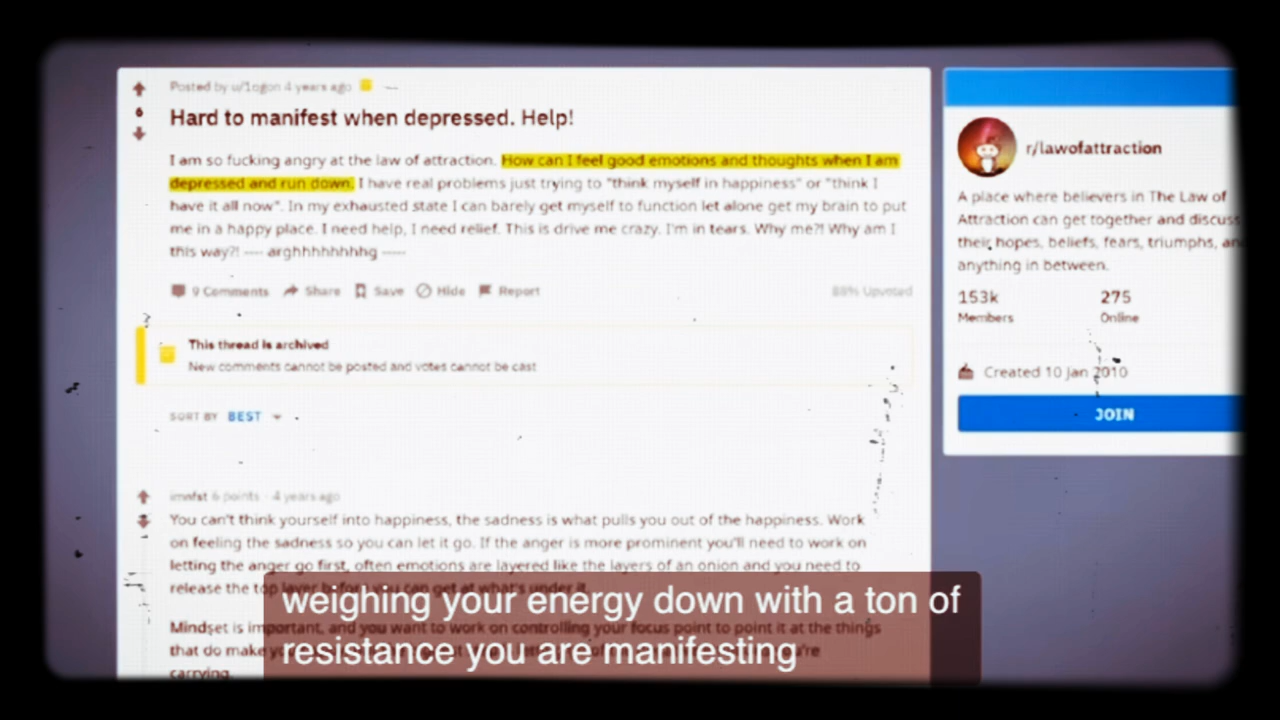 Posted by u/1ogon 4 years ago
6
Hard to manifest when depressed. Help!
I am so fucking angry at the law of attraction. How can I feel good emotions and thoughts when I am
depressed and run down. I have real problems just trying to "think myself in happiness" or "think I
have it all now". In my exhausted state I can barely get myself to function let alone get my brain to put
me in a happy place. I need help, I need relief. This is drive me crazy. I'm in tears. Why me?! Why am I
this way?! ---- arghhhhhhhhg -----
9 Comments Share Save Hide Report
88% Upvoted
This thread is archived
New comments cannot be posted and votes cannot be cast
SORT BY BEST
imnfst 6 points · 4 years ago
You can't think yourself into happiness, the sadness is what pulls you out of the happiness. Work
on feeling the sadness so you can let it go. If the anger is more prominent you'll need to work on
letting the anger go first, often emotions are layered like the layers of an onion and you need to
release the top layer before you can get at what's under it.
Mindset is important, and you want to work on controlling your focus point to point it at the things
that do make you're
carrying.
r/lawofattraction
A place where believers in The Law of
Attraction can get together and discuss
their hopes, beliefs, fears, triumphs, and
anything in between.
153k 275
Members Online
Created 10 Jan 2010
JOIN
weighing your energy down with a ton of
resistance you are manifesting